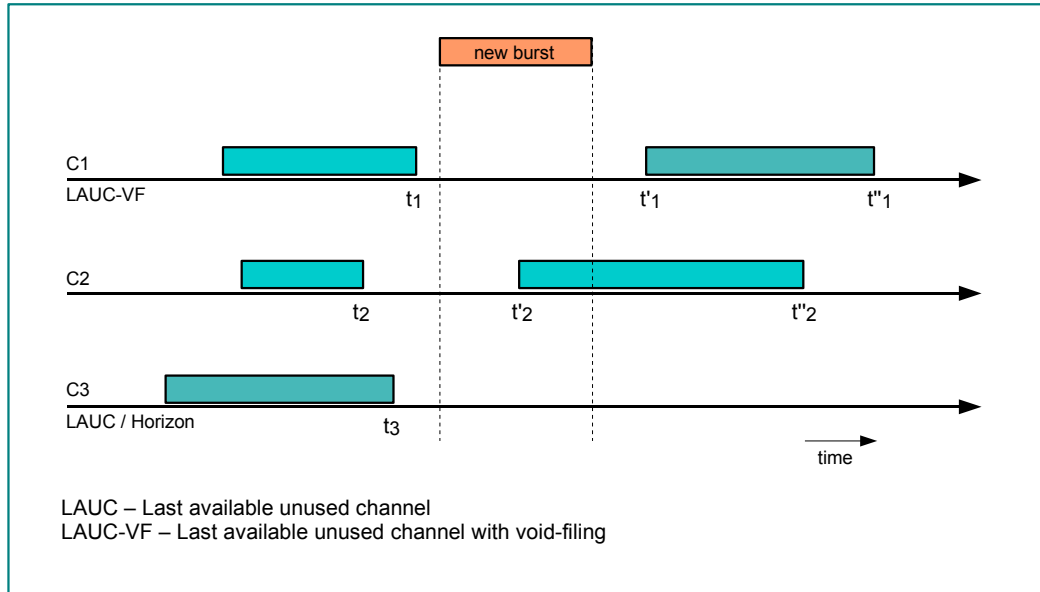 new burst
C1
LAUC-VF
t1 t'1 t"1
C2
t2 t'2 t"2
C3
LAUC / Horizon
t3
time
LAUC – Last available unused channel
LAUC-VF – Last available unused channel with void-filing